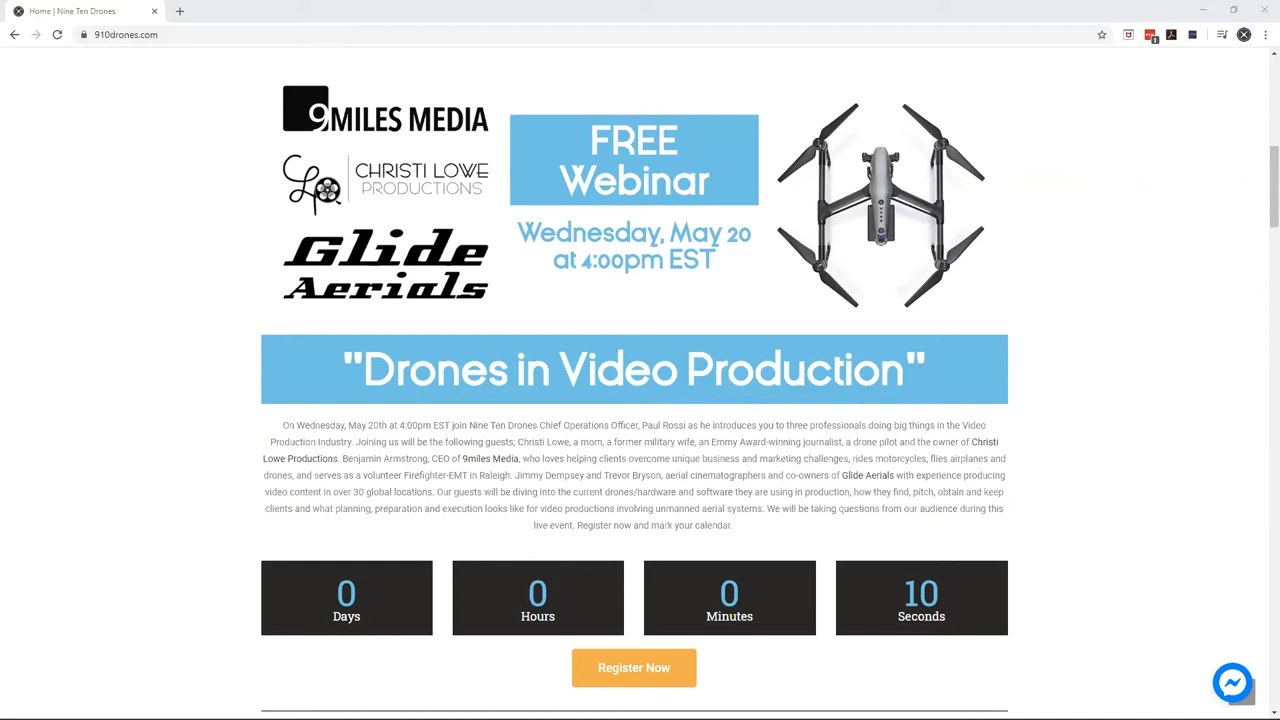 Home | Nine Ten Drones
910drones.com
1
9MILES MEDIA
CLP
CHRISTI LOWE
PRODUCTIONS
Glide
Aerials
FREE
Webinar
Wednesday, May 20
at 4:00pm EST
"Drones in Video Production"
On Wednesday, May 20th at 4:00pm EST join Nine Ten Drones Chief Operations Officer, Paul Rossi as he introduces you to three professionals doing big things in the Video
Production Industry. Joining us will be the following guests; Christi Lowe, a mom, a former military wife, an Emmy Award-winning journalist, a drone pilot and the owner of Christi
Lowe Productions. Benjamin Armstrong, CEO of 9miles Media, who loves helping clients overcome unique business and marketing challenges, rides motorcycles, flies airplanes and
drones, and serves as a volunteer Firefighter-EMT in Raleigh. Jimmy Dempsey and Trevor Bryson, aerial cinematographers and co-owners of Glide Aerials with experience producing
video content in over 30 global locations. Our guests will be diving into the current drones/hardware and software they are using in production, how they find, pitch, obtain and keep
clients and what planning, preparation and execution looks like for video productions involving unmanned aerial systems. We will be taking questions from our audience during this
live event. Register now and mark your calendar.
0
Days
0
Hours
0
Minutes
10
Seconds
Register Now